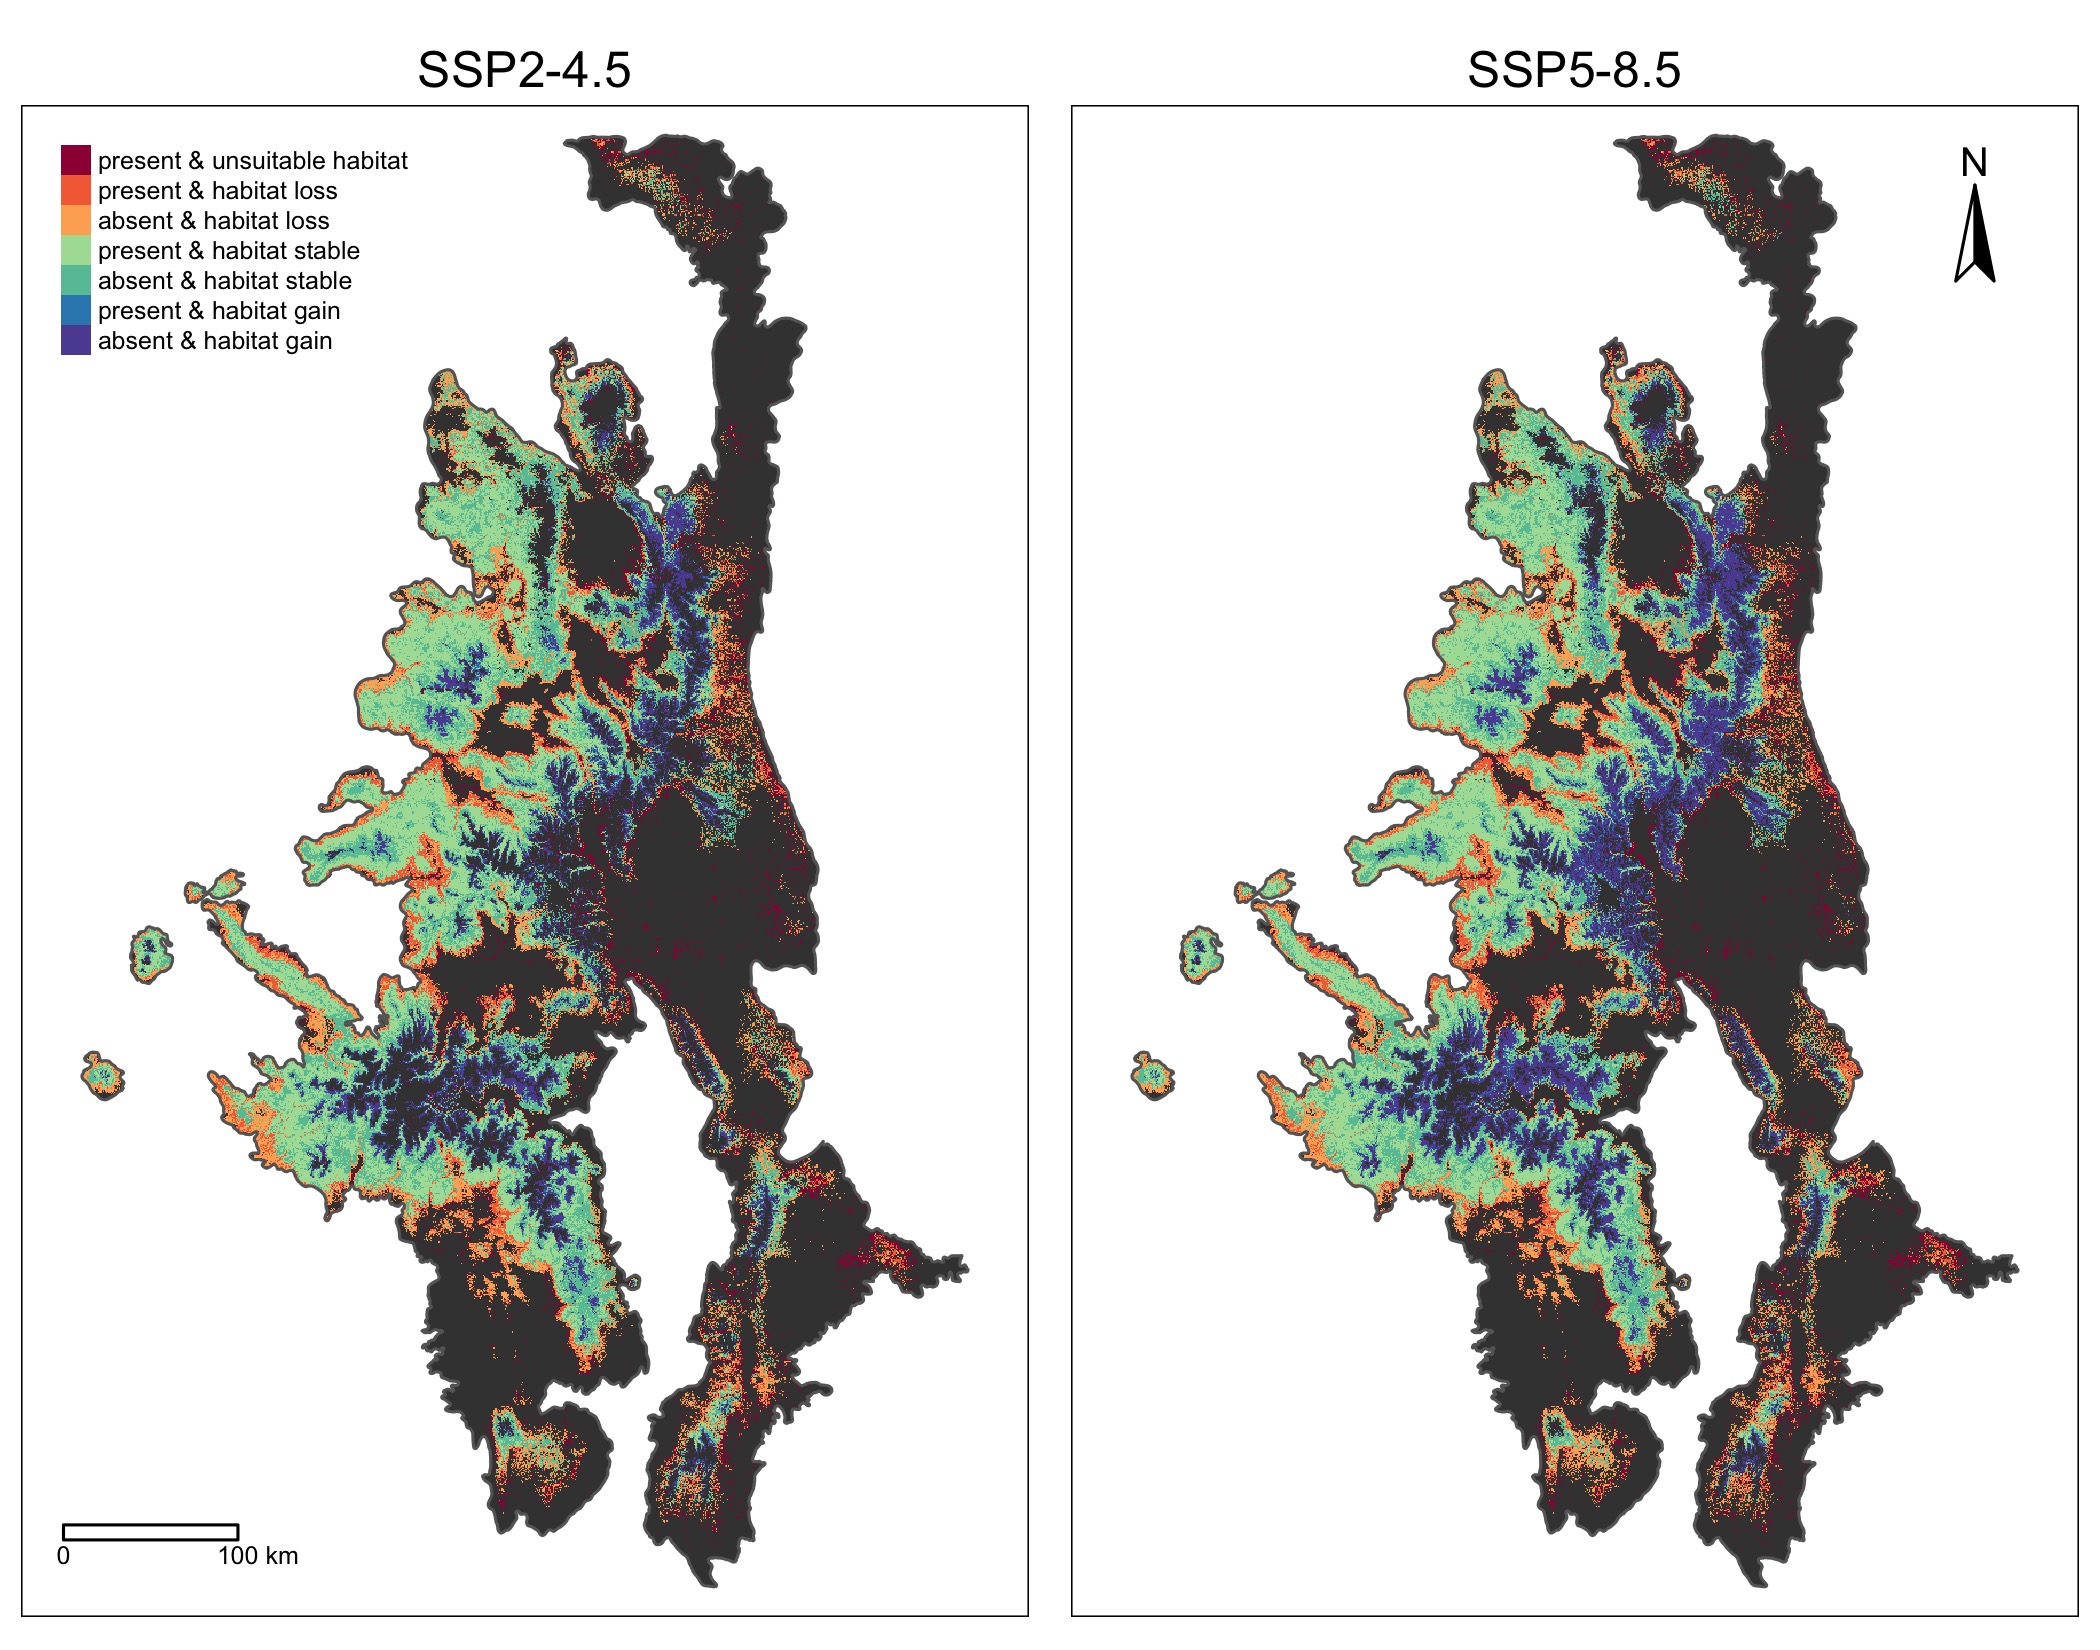 SSP2-4.5
SSP5-8.5
present & unsuitable habitat
present & habitat loss
absent & habitat loss
present & habitat stable
absent & habitat stable
present & habitat gain
absent & habitat gain
N
0 100 km